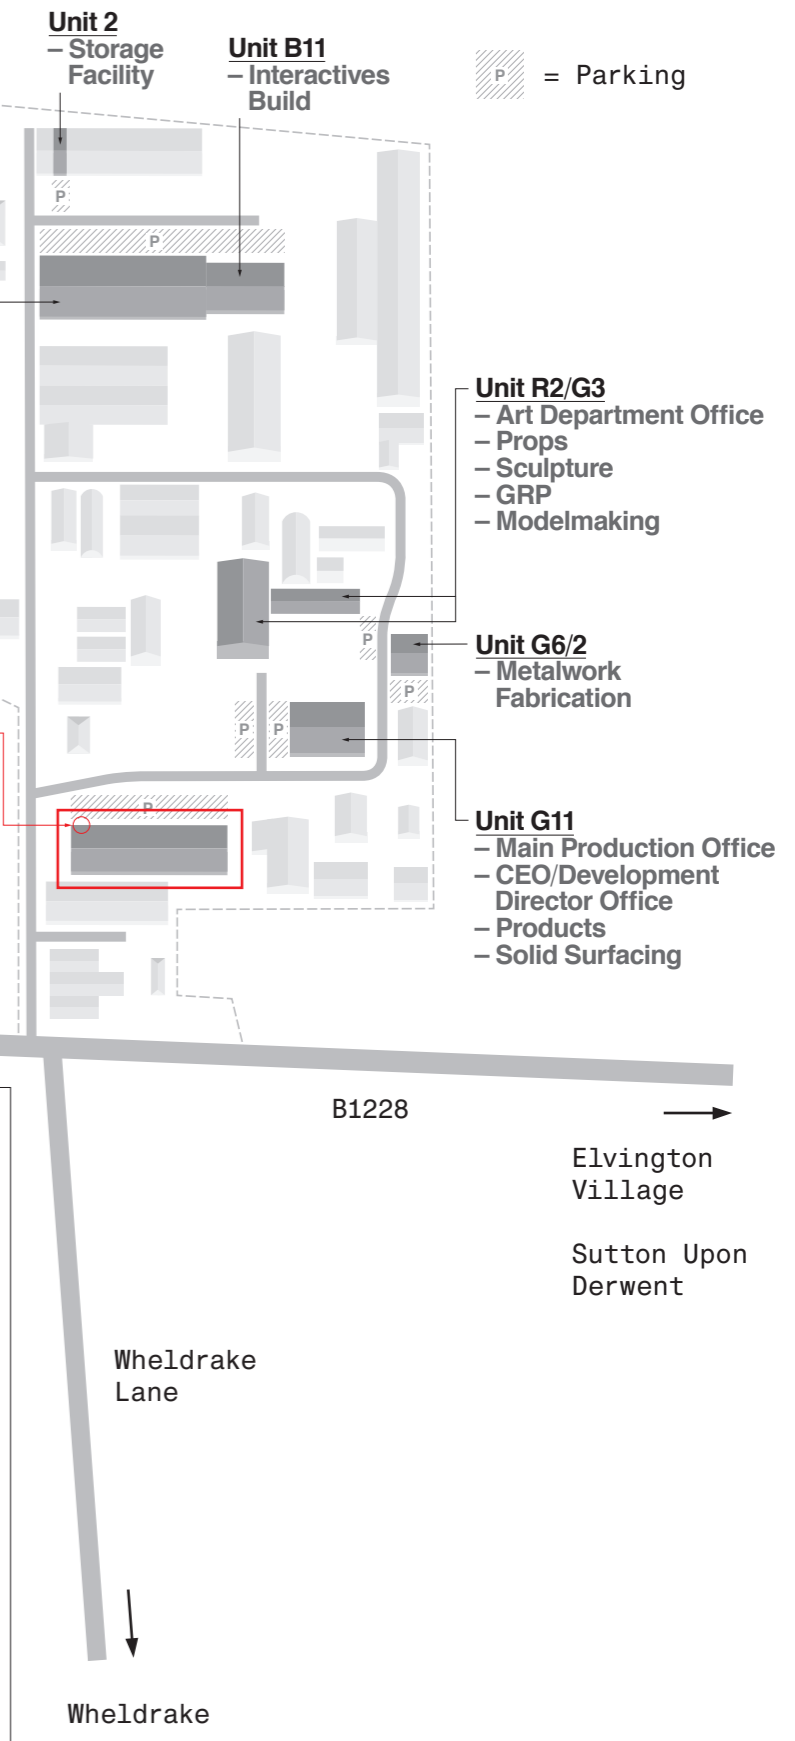 Unit 2
– Storage
Facility
Unit B11
– Interactives
Build
P = Parking
P
P
Unit R2/G3
– Art Department Office
– Props
– Sculpture
– GRP
– Modelmaking
P
Unit G6/2
– Metalwork
Fabrication
P
P
P
P
Unit G11
– Main Production Office
– CEO/Development
Director Office
– Products
– Solid Surfacing
B1228
Elvington
Village
Sutton Upon
Derwent
Wheldrake
Lane
Wheldrake